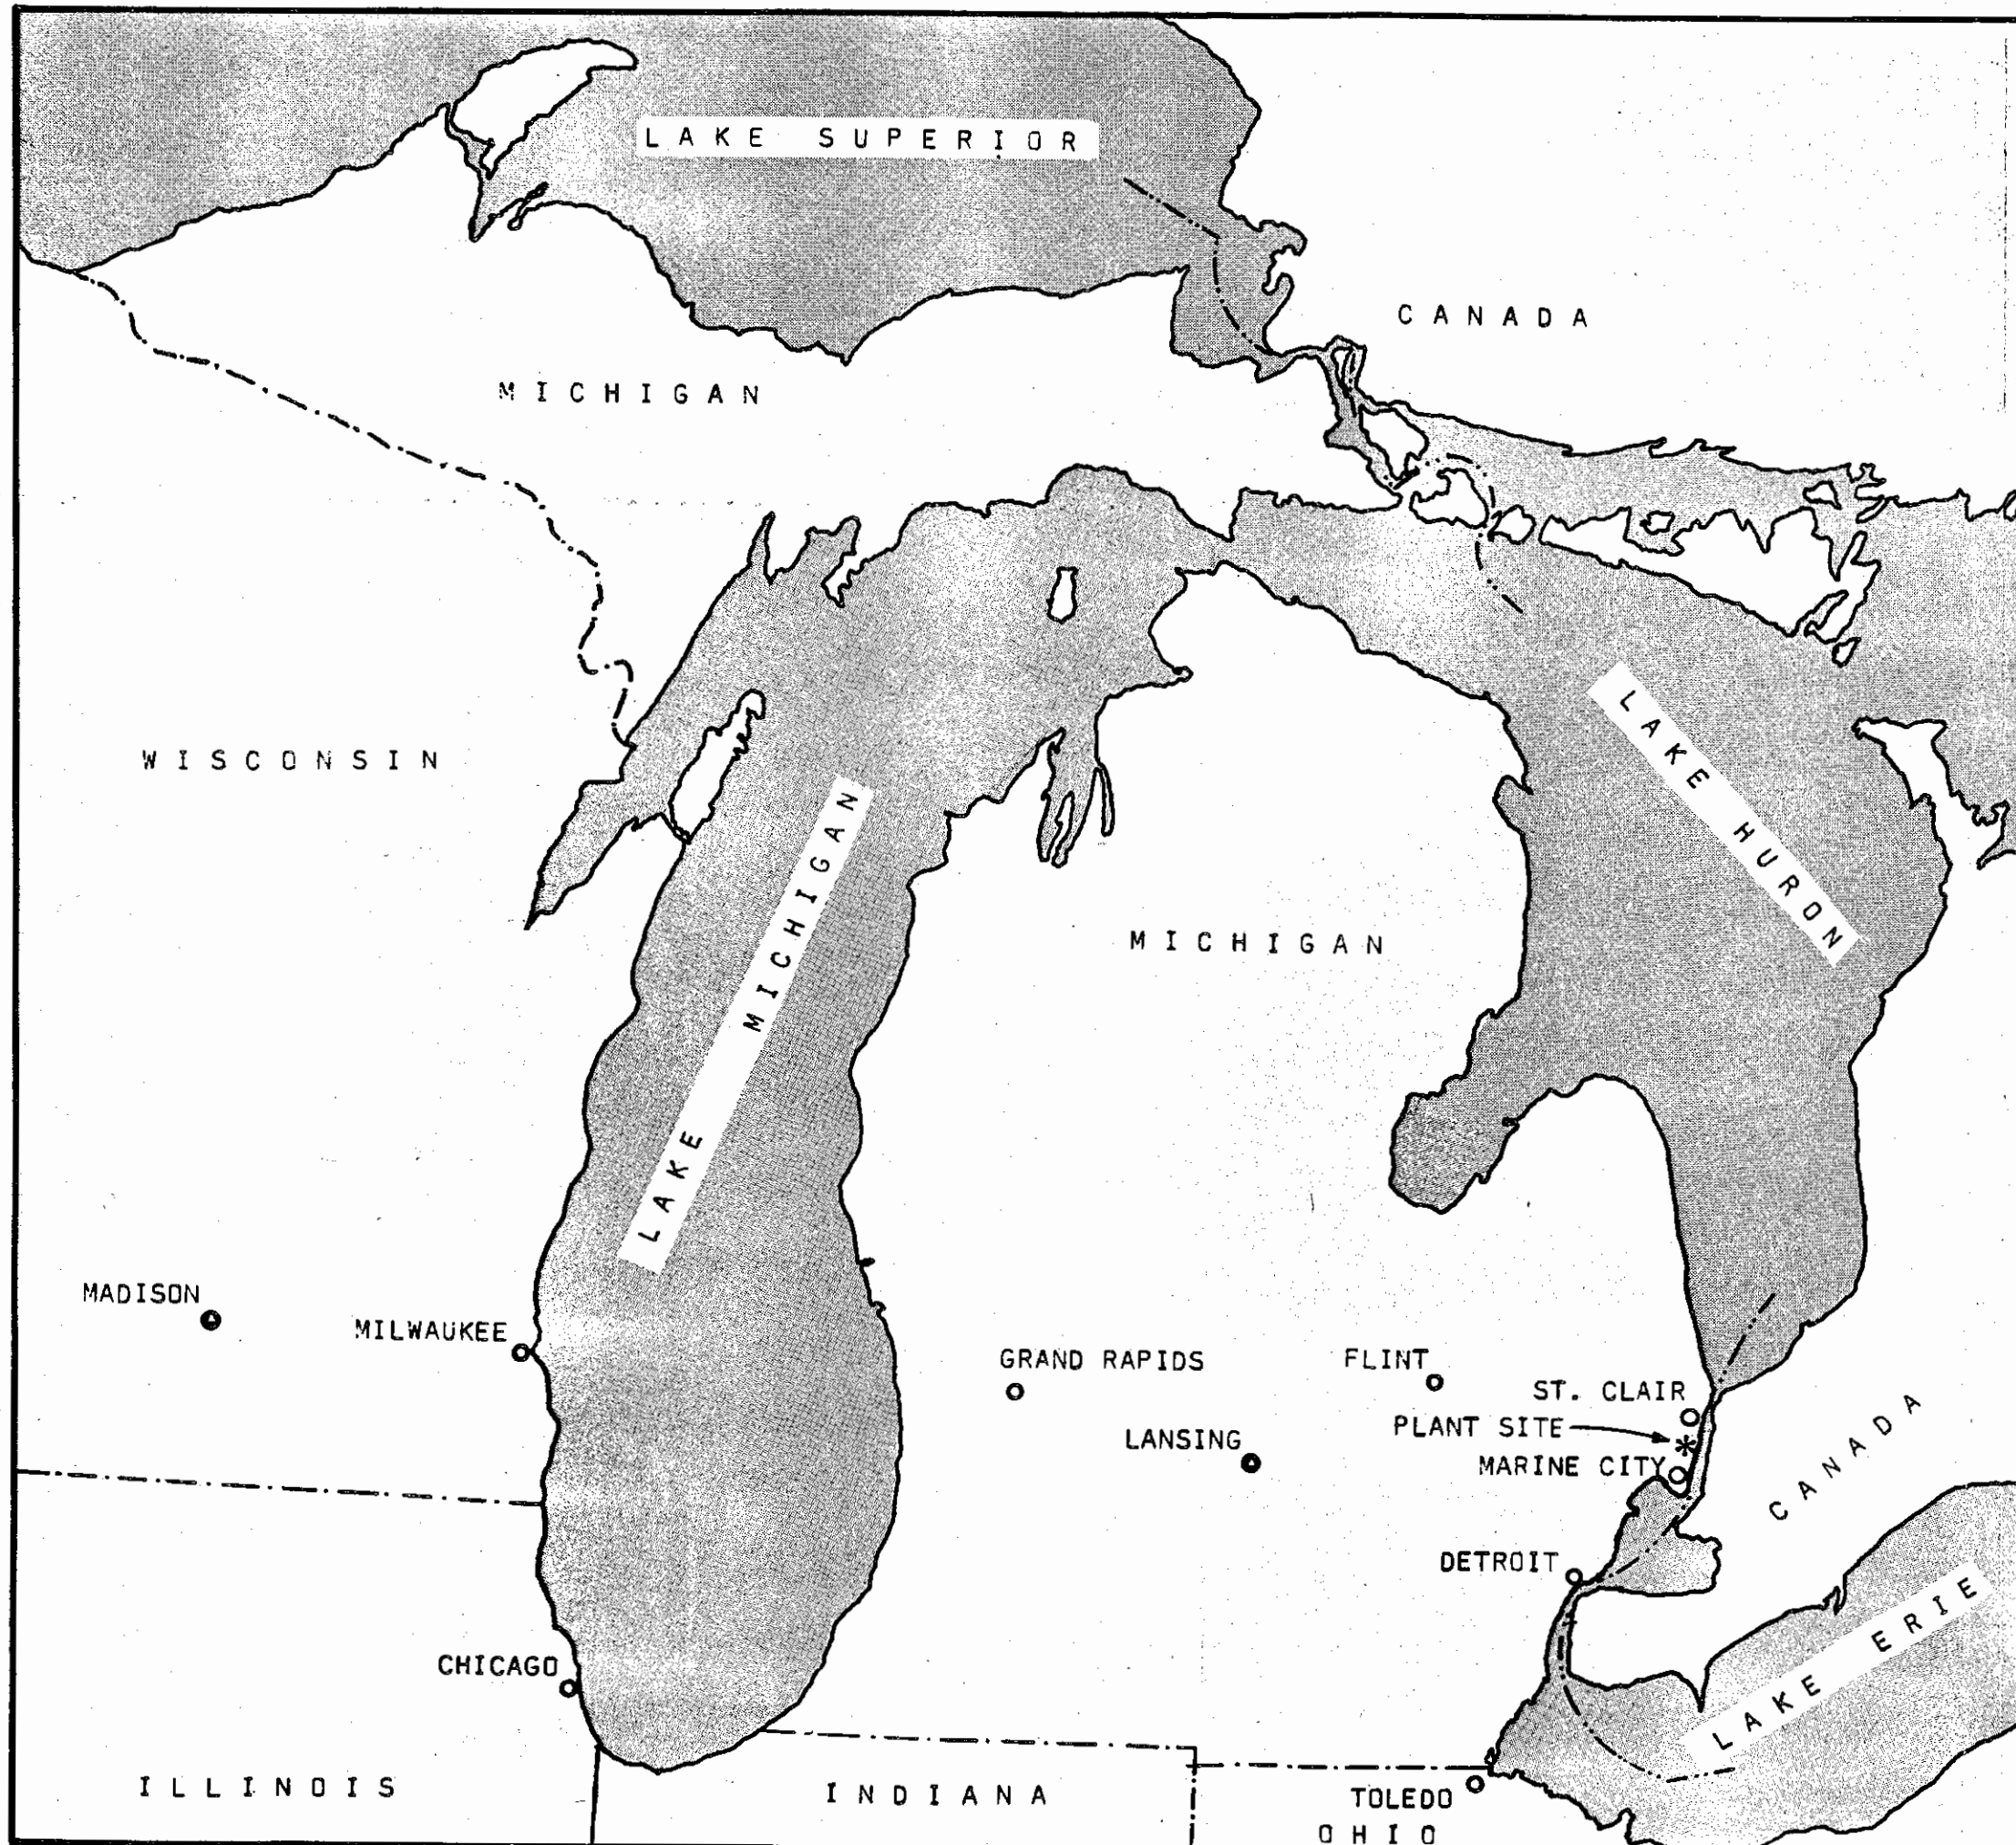 LAKE SUPERIOR
CANADA
MICHIGAN
WISCONSIN
LAKE MICHIGAN
LAKE HURON
MICHIGAN
MADISON
MILWAUKEE
GRAND RAPIDS
FLINT
ST. CLAIR
PLANT SITE
LANSING
MARINE CITY
CANADA
DETROIT
LAKE ERIE
CHICAGO
ILLINOIS
INDIANA
TOLEDO
OHIO